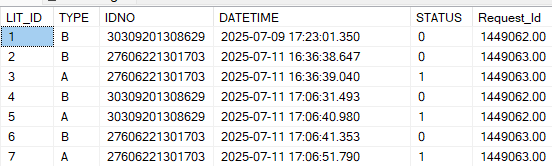 LIT_ID TYPE IDNO DATETIME STATUS Request_Id
1 B 30309201308629 2025-07-09 17:23:01.350 0 1449062.00
2 B 27606221301703 2025-07-11 16:36:38.647 0 1449063.00
3 A 27606221301703 2025-07-11 16:36:39.040 1 1449063.00
4 B 30309201308629 2025-07-11 17:06:31.493 0 1449062.00
5 A 30309201308629 2025-07-11 17:06:40.980 1 1449062.00
6 B 27606221301703 2025-07-11 17:06:41.353 0 1449063.00
7 A 27606221301703 2025-07-11 17:06:51.790 1 1449063.00